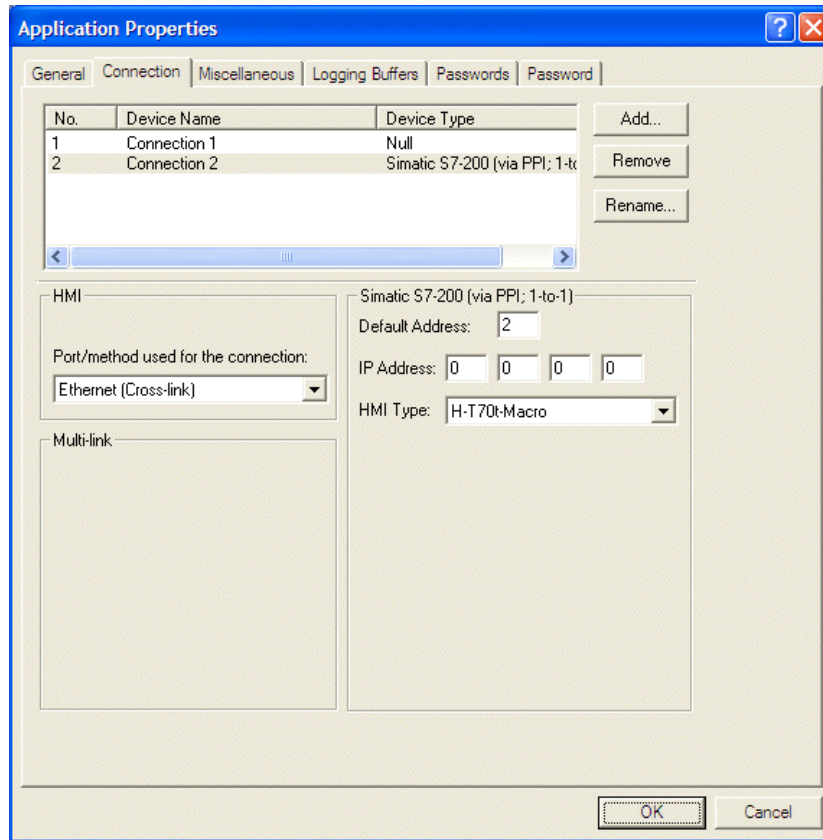 Application Properties
General Connection Miscellaneous Logging Buffers Passwords Password
No. Device Name Device Type
1 Connection 1 Null
2 Connection 2 Simatic S7-200 (via PPI; 1-to
Add...
Remove
Rename...
HMI
Port/method used for the connection:
Ethernet (Cross-link)
Multi-link
Simatic S7-200 (via PPI; 1-to-1)
Default Address: 2
IP Address: 0 0 0 0
HMI Type: H-T70t-Macro
OK Cancel